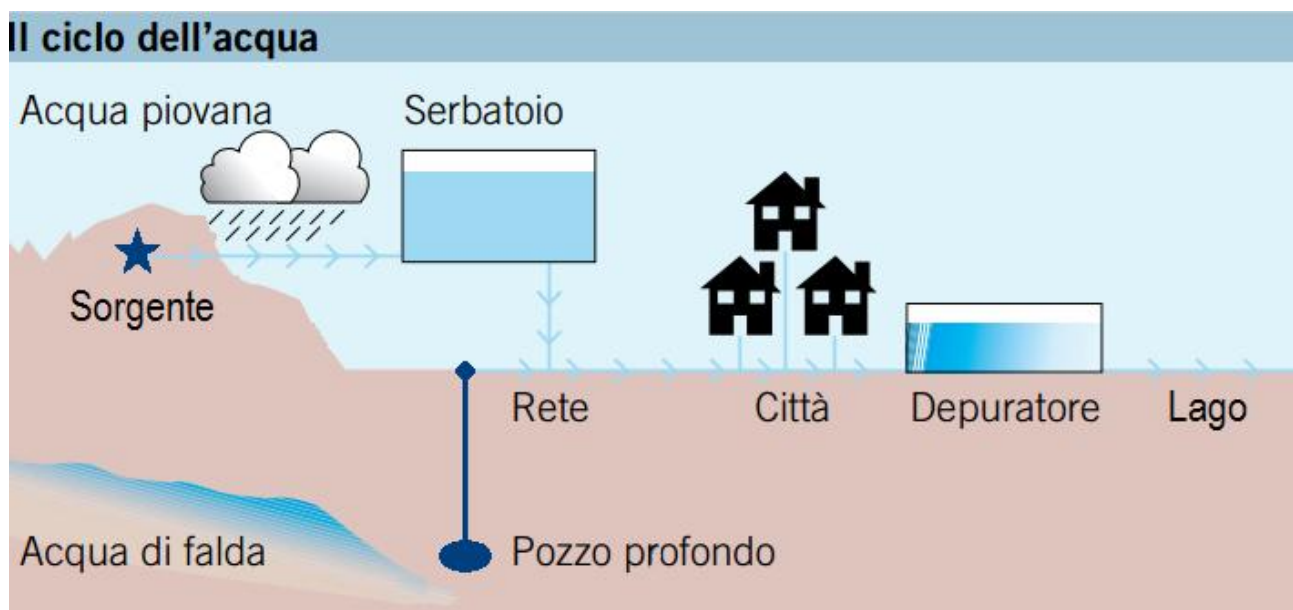 Il ciclo dell'acqua
Acqua piovana
Serbatoio
Sorgente
Rete
Città
Depuratore
Lago
Acqua di falda
Pozzo profondo